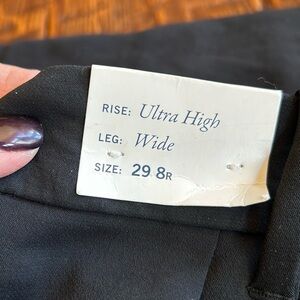 RISE: Ultra High
LEG: Wide
SIZE: 29 8R